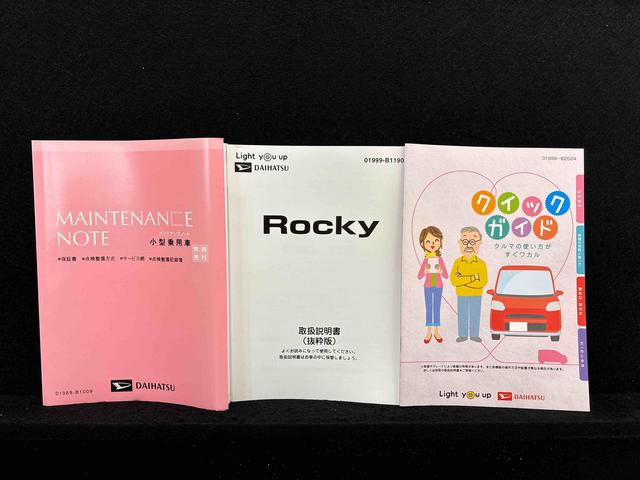 MAINTENANCE
NOTE
メンテナンスノート
小型乗用車
●保証書 ●点検整備方式 ●サービス網 ●点検整備記録簿
DAIHATSU
01989-B1009
Light you up
DAIHATSU
01999-B1190
Rocky
取扱説明書
(抜粋版)
よくお読みになって使用してください。
取扱説明書はお車の中に保管しましょう。
01999-B2524
クイック
ガイド
クルマの使い方が
すぐワカル
Light you up
DAIHATSU